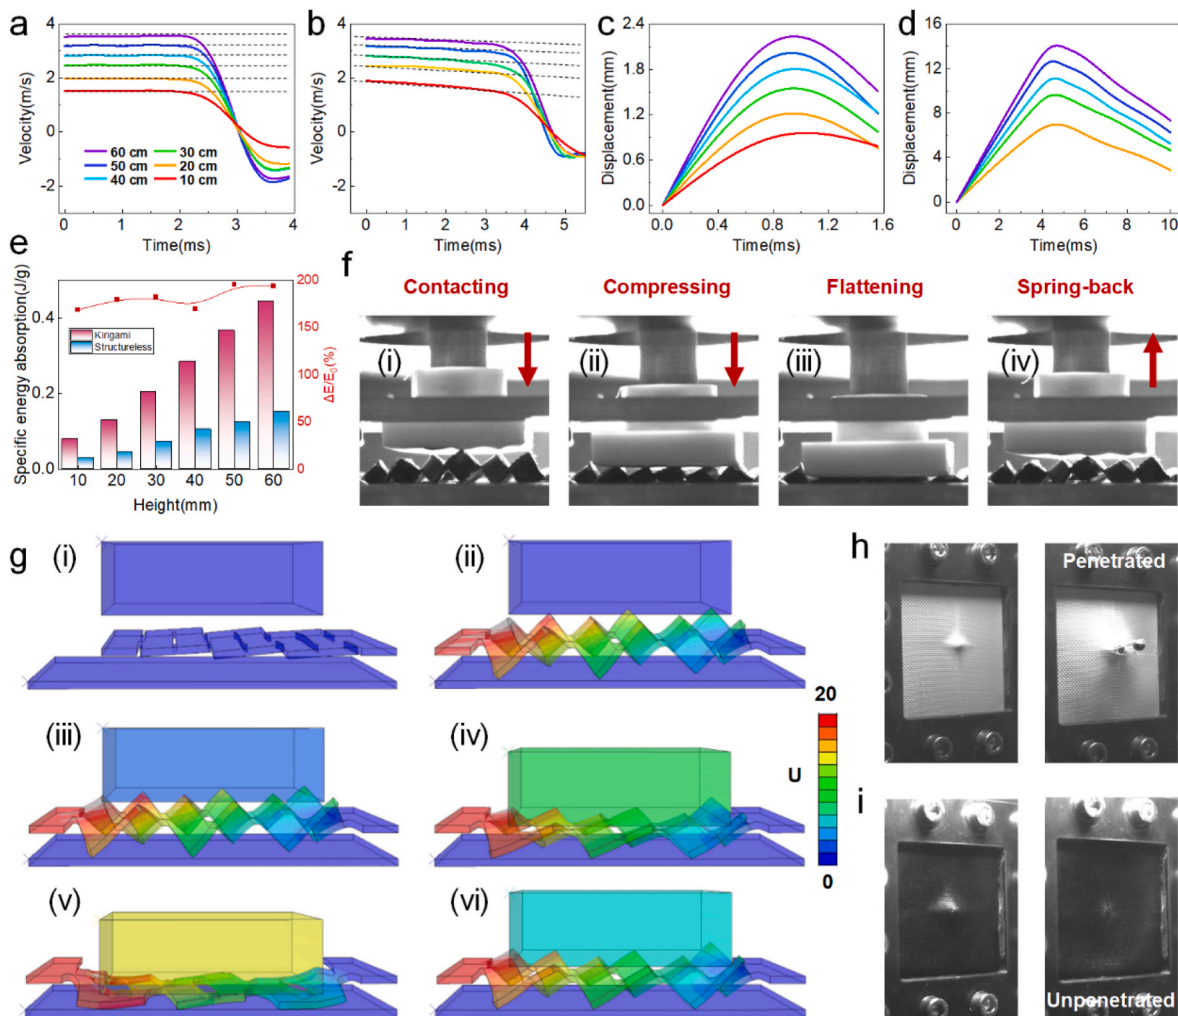 a
4
2
0
-2
Velocity(m/s)
60 cm 30 cm
50 cm 20 cm
40 cm 10 cm
0 1 2 3 4
Time(ms)
b
4
2
0
-2
Velocity(m/s)
0 1 2 3 4 5
Time(ms)
c
2.4
1.8
1.2
0.6
0.0
Displacement(mm)
0.0 0.4 0.8 1.2 1.6
Time(ms)
d
16
12
8
4
0
Displacement(mm)
0 2 4 6 8 10
Time(ms)
e
Specific energy absorption(J/g)
0.4
0.2
0.0
Kirigami
Structureless
200
150
100
50
0
ΔE/E₀(%)
10 20 30 40 50 60
Height(mm)
f
Contacting Compressing Flattening Spring-back
(i) (ii) (iii) (iv)
g
(i) (ii)
(iii) (iv)
(v) (vi)
20
U
0
h
Penetrated
i
Unpenetrated